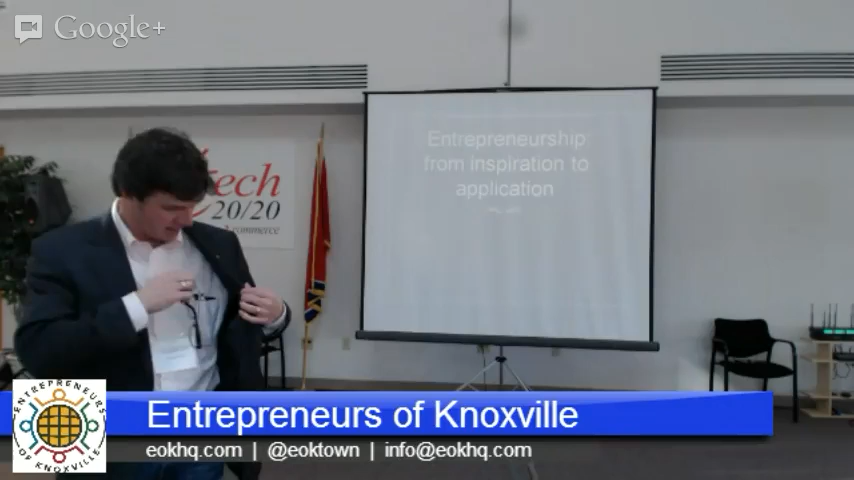 Google+
Entrepreneurship
from inspiration to
application
tech
20/20
commerce
Entrepreneurs of Knoxville
eokhq.com | @eoktown | info@eokhq.com
ENTREPRENEURS
OF KNOXVILLE